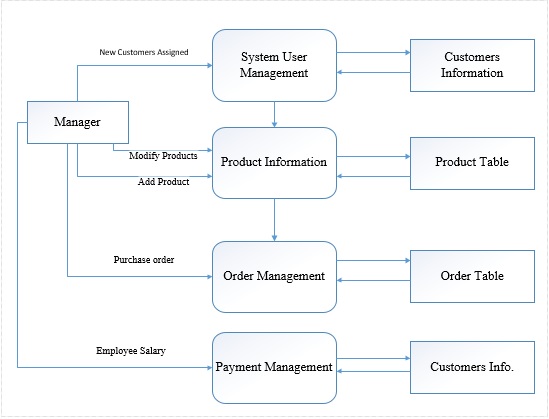 New Customers Assigned
System User
Management
Customers
Information
Manager
Modify Products
Product Information
Product Table
Add Product
Purchase order
Order Management
Order Table
Employee Salary
Payment Management
Customers Info.